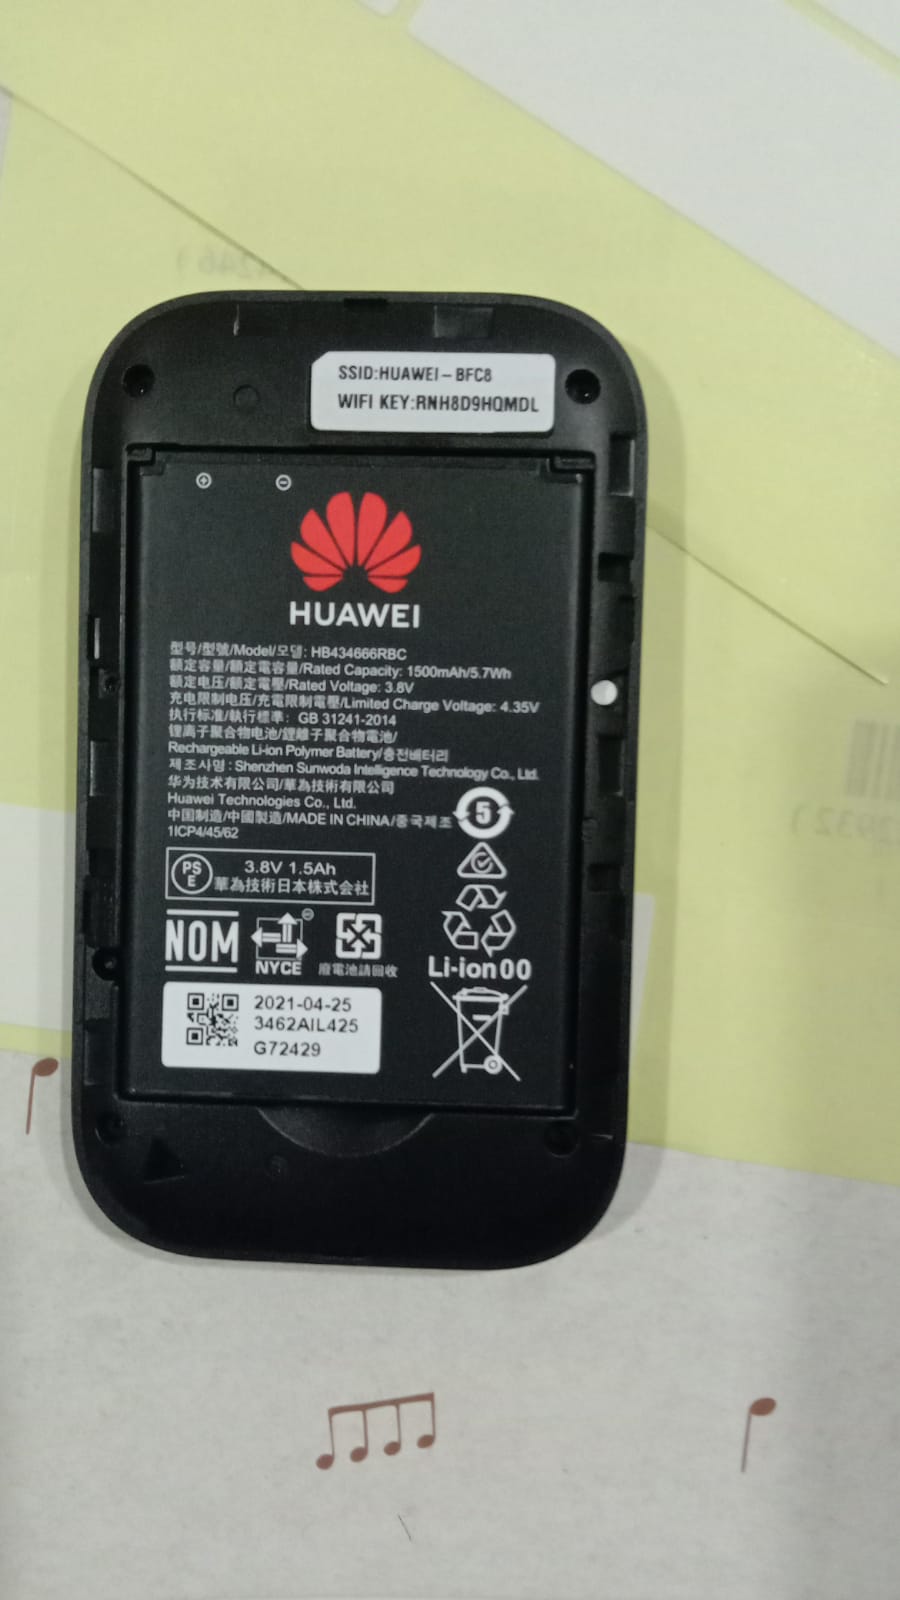 SSID:HUAWEI-BFC8
WIFI KEY:RNH8D9HQMDL
HUAWEI
型号/型號/Model/모델: HB434666RBC
额定容量/額定電容量/Rated Capacity: 1500mAh/5.7Wh
额定电压/額定電壓/Rated Voltage: 3.8V
充电限制电压/充電限制電壓/Limited Charge Voltage: 4.35V
执行标准/執行標準: GB 31241-2014
锂离子聚合物电池/鋰離子聚合物電池/
Rechargeable Li-ion Polymer Battery/충전배터리
제조사명: Shenzhen Sunwoda Intelligence Technology Co., Ltd.
华为技术有限公司/華為技術有限公司
Huawei Technologies Co., Ltd.
中国制造/中國製造/MADE IN CHINA/중국제조
1ICP4/45/62
5
PS
E
3.8V 1.5Ah
華為技術日本株式会社
NOM
NYCE
廢電池請回收
Li-ion 00
2021-04-25
3462AIL425
G72429